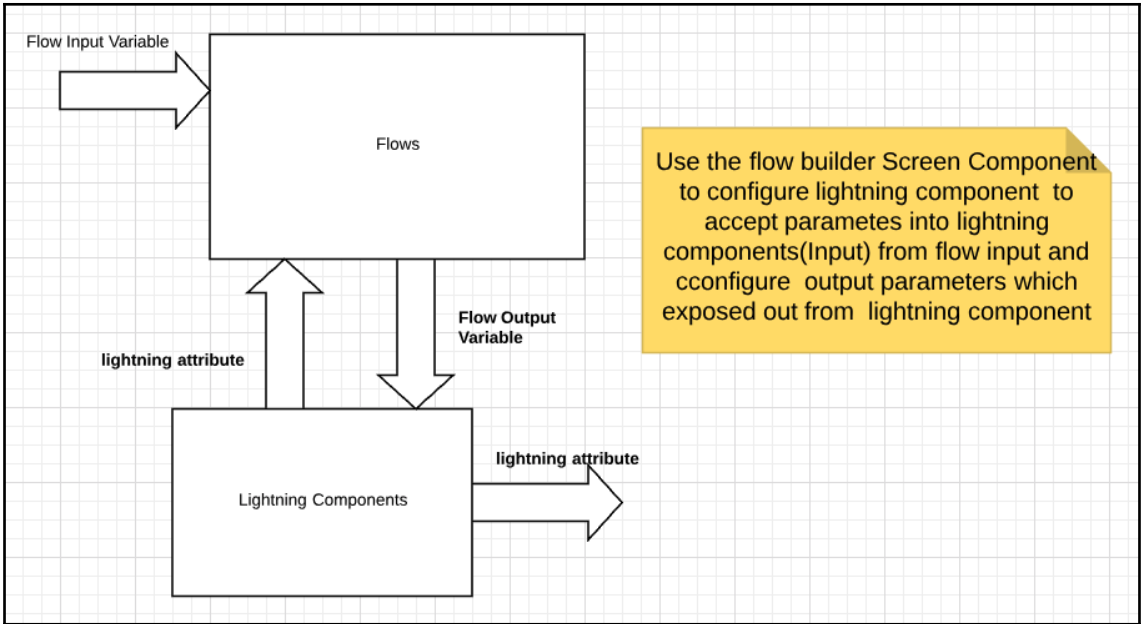 Flow Input Variable
Flows
Use the flow builder Screen Component
to configure lightning component to
accept parametes into lightning
components(Input) from flow input and
cconfigure output parameters which
exposed out from lightning component
Flow Output
Variable
lightning attribute
lightning attribute
Lightning Components